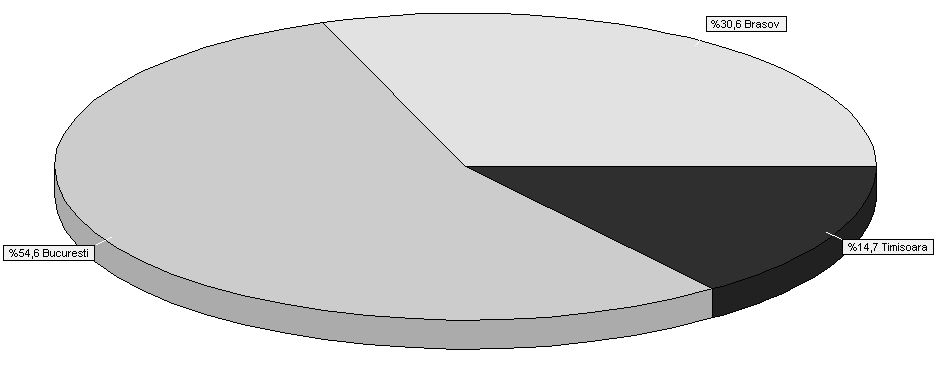 %30,6 Brasov
%54,6 Bucuresti
%14,7 Timisoara